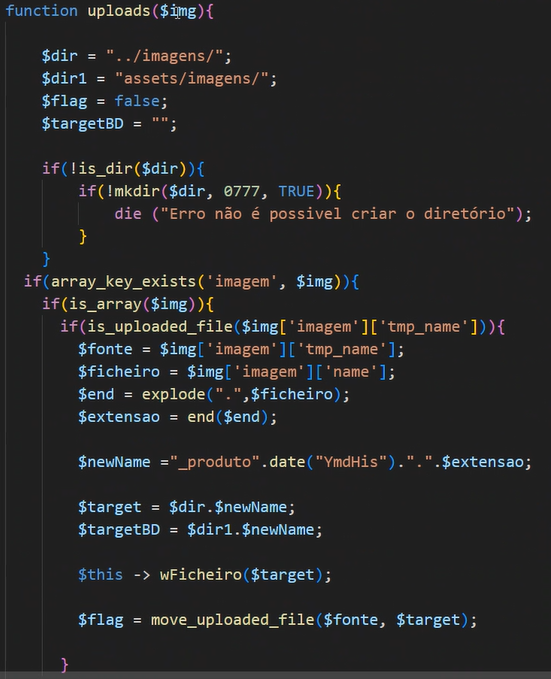 function uploads($img){
$dir = "../imagens/";
$dir1 = "assets/imagens/";
$flag = false;
$targetBD = "";
if(!is_dir($dir)){
if(!mkdir($dir, 0777, TRUE)){
die ("Erro não é possivel criar o diretório");
}
}
if(array_key_exists('imagem', $img)){
if(is_array($img)){
if(is_uploaded_file($img['imagem']['tmp_name'])){
$fonte = $img['imagem']['tmp_name'];
$ficheiro = $img['imagem']['name'];
$end = explode(".",$ficheiro);
$extensao = end($end);
$newName ="_produto".date("YmdHis").".".$extensao;
$target = $dir.$newName;
$targetBD = $dir1.$newName;
$this -> wFicheiro($target);
$flag = move_uploaded_file($fonte, $target);
}